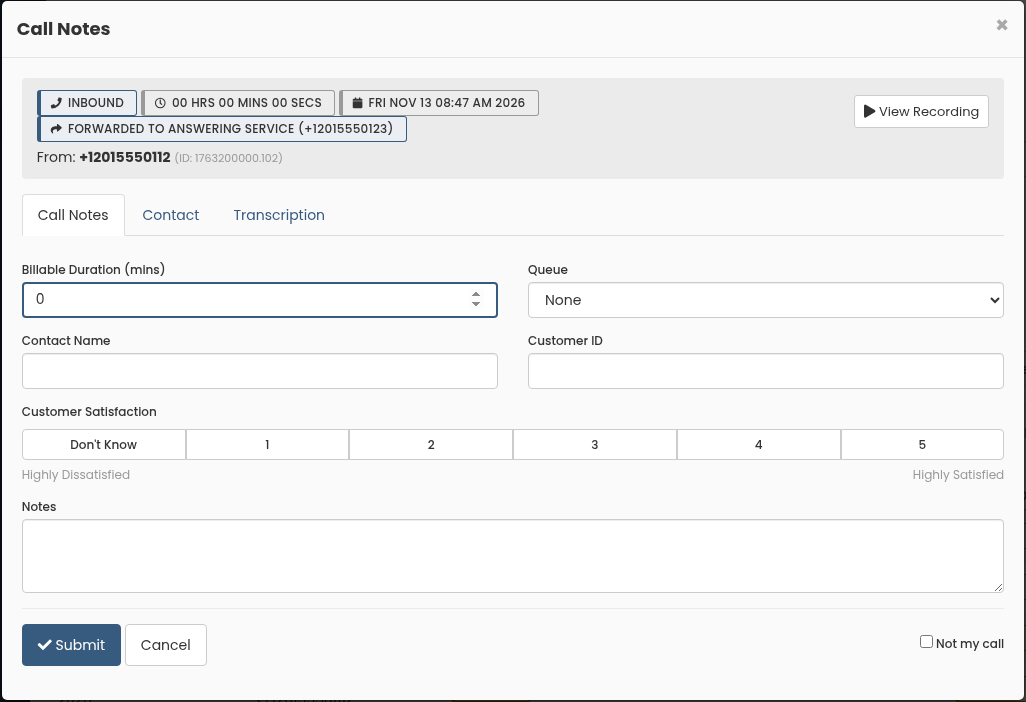 Call Notes
×
INBOUND
00 HRS 00 MINS 00 SECS
FRI NOV 13 08:47 AM 2026
FORWARDED TO ANSWERING SERVICE (+12015550123)
View Recording
From: +12015550112 (ID: 1763200000.102)
Call Notes
Contact
Transcription
Billable Duration (mins)
Queue
0
None
Contact Name
Customer ID
Customer Satisfaction
Don't Know
1
2
3
4
5
Highly Dissatisfied
Highly Satisfied
Notes
Submit
Cancel
Not my call